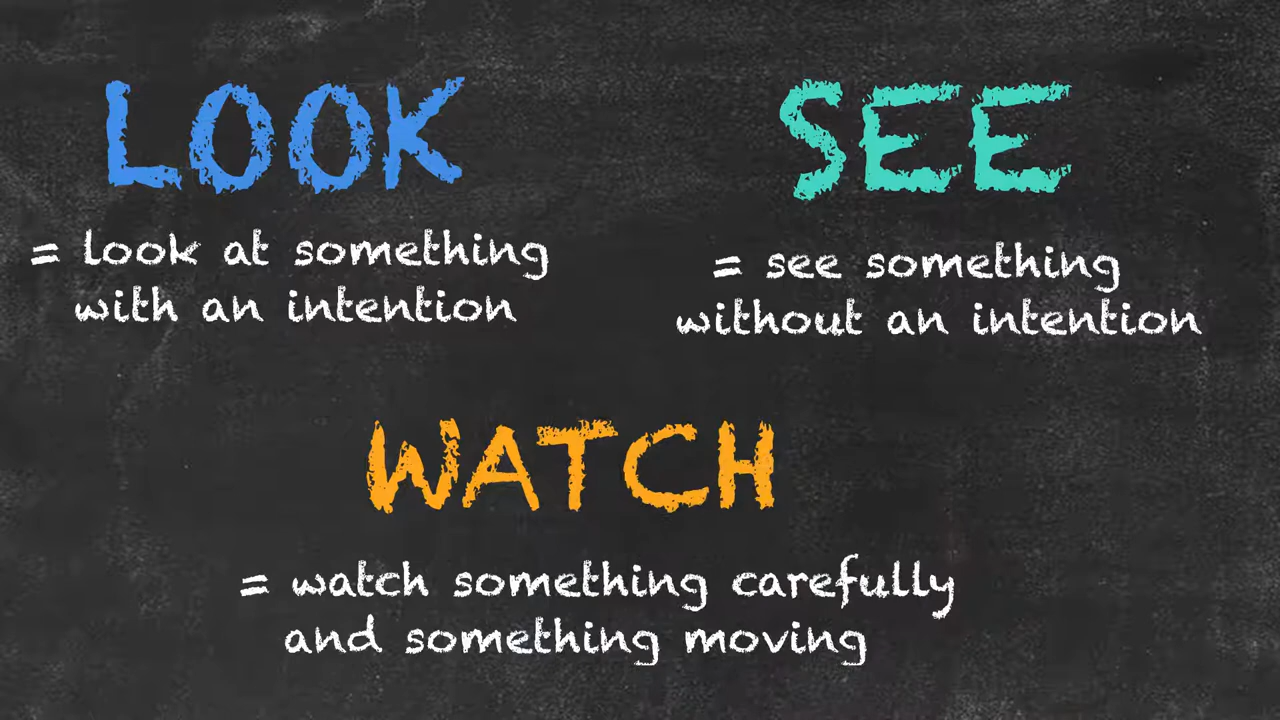 LOOK
= look at something
with an intention
SEE
= see something
without an intention
WATCH
= watch something carefully
and something moving